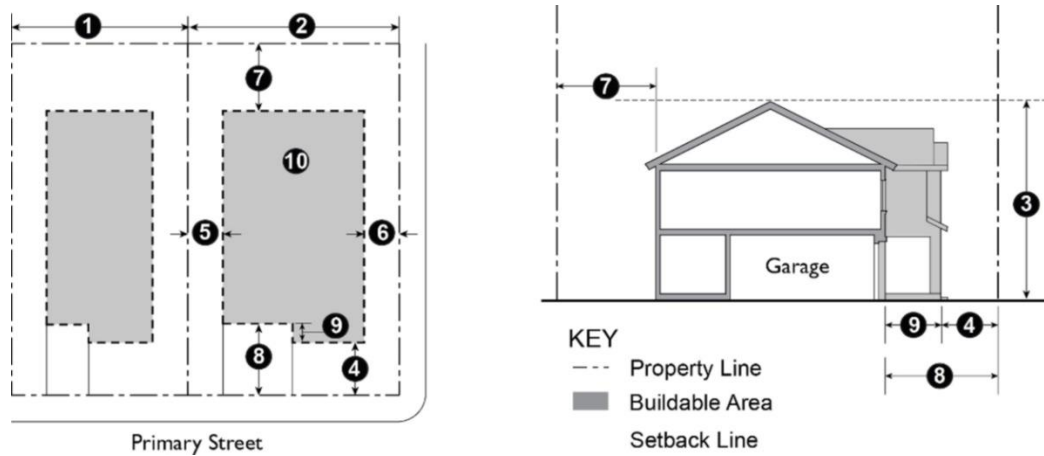 1 2
7
10
5 6
9
8 4
Primary Street
7
3
Garage
9 4
8
KEY
Property Line
Buildable Area
Setback Line